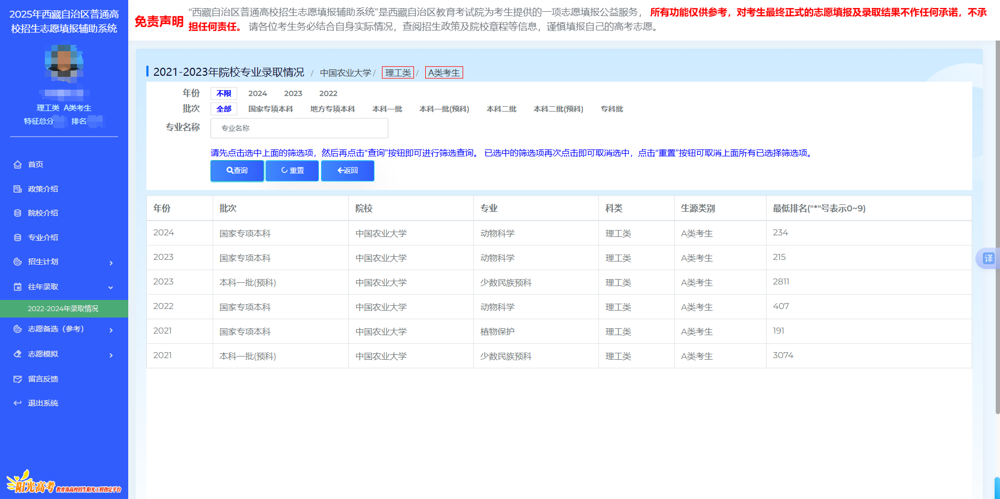 2025年西藏自治区普通高
校招生志愿填报辅助系统
理工类 A类考生
特征总分 排名
首页
政策介绍
院校介绍
专业介绍
招生计划
往年录取
2022-2024年录取情况
志愿备选（参考）
志愿模拟
留言反馈
退出系统
阳光高考 教育部高校招生阳光工程指定平台
免责声明
“西藏自治区普通高校招生志愿填报辅助系统”是西藏自治区教育考试院为考生提供的一项志愿填报公益服务， 所有功能仅供参考，对考生最终正式的志愿填报及录取结果不作任何承诺，不承
担任何责任。 请各位考生务必结合自身实际情况，查阅招生政策及院校章程等信息，谨慎填报自己的高考志愿。
2021-2023年院校专业录取情况 / 中国农业大学 / 理工类 / A类考生
年份 不限 2024 2023 2022
批次 全部 国家专项本科 地方专项本科 本科一批 本科一批(预科) 本科二批 本科二批(预科) 专科批
专业名称 专业名称
请先点击选中上面的筛选项，然后再点击“查询”按钮即可进行筛选查询。 已选中的筛选项再次点击即可取消选中，点击“重置”按钮可取消上面所有已选择筛选项。
查询 重置 返回
年份 批次 院校 专业 科类 生源类别 最低排名("*"号表示0~9)
2024 国家专项本科 中国农业大学 动物科学 理工类 A类考生 234
2023 国家专项本科 中国农业大学 动物科学 理工类 A类考生 215
2023 本科一批(预科) 中国农业大学 少数民族预科 理工类 A类考生 2811
2022 国家专项本科 中国农业大学 动物科学 理工类 A类考生 407
2021 国家专项本科 中国农业大学 植物保护 理工类 A类考生 191
2021 本科一批(预科) 中国农业大学 少数民族预科 理工类 A类考生 3074
译